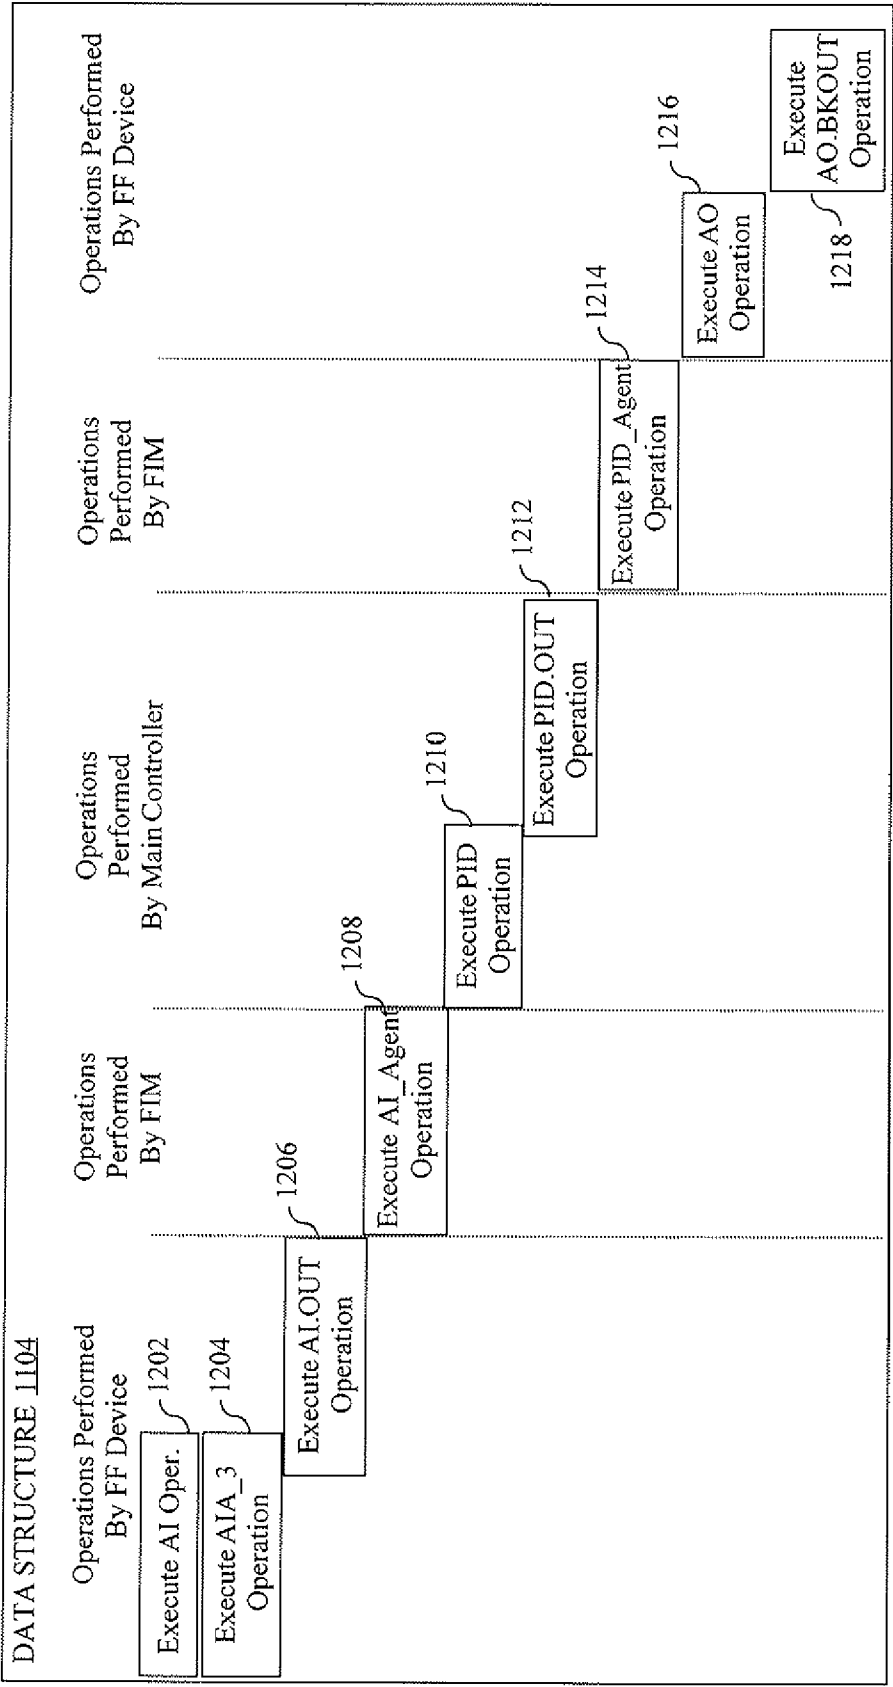 DATA STRUCTURE 1104
Operations Performed
By FF Device
Operations
Performed
By FIM
Operations
Performed
By Main Controller
Operations
Performed
By FIM
Operations Performed
By FF Device
Execute AI Oper.
1202
Execute AIA_3
Operation
1204
Execute AI.OUT
Operation
1206
Execute AI_Agent
Operation
1208
Execute PID
Operation
1210
Execute PID.OUT
Operation
1212
Execute PID_Agent
Operation
1214
Execute AO
Operation
1216
Execute
AO.BKOUT
Operation
1218